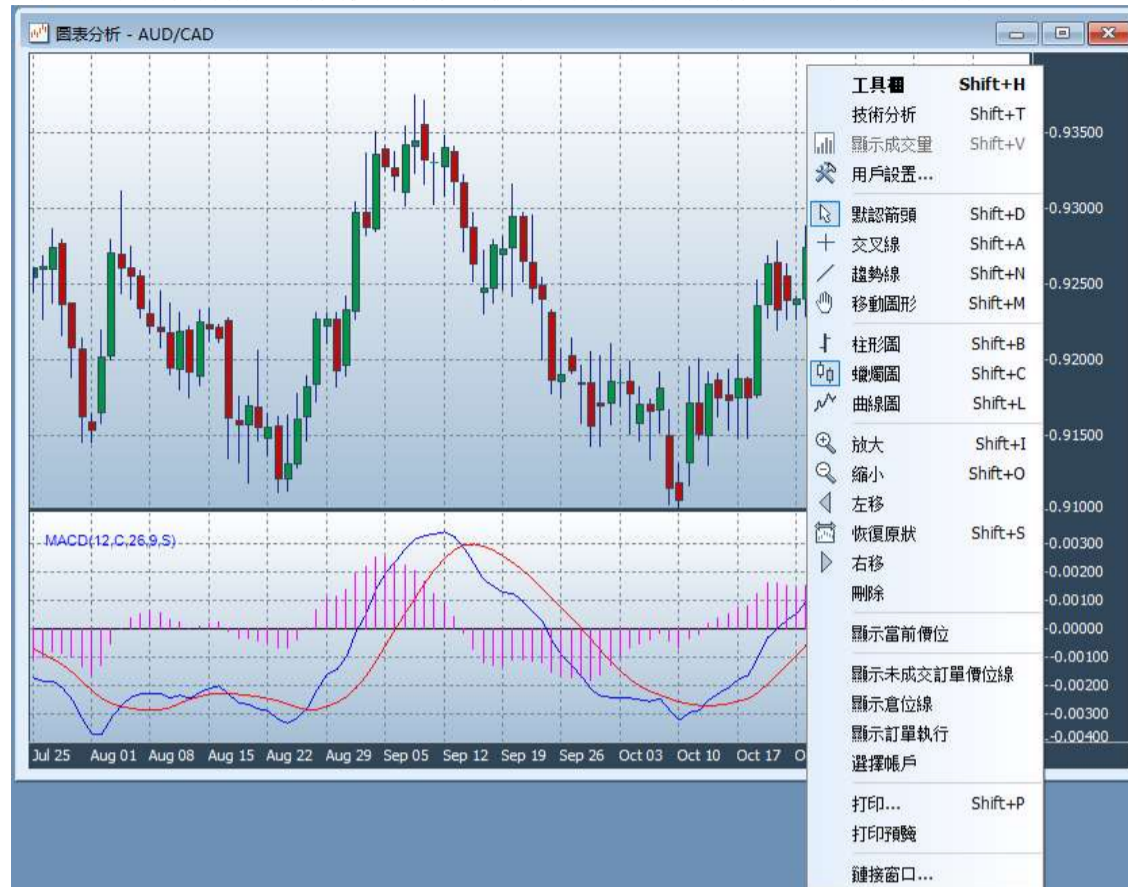 圖表分析 - AUD/CAD
工具欄 Shift+H
技術分析 Shift+T
顯示成交量 Shift+V
用戶設置...
默認箭頭 Shift+D
交叉線 Shift+A
趨勢線 Shift+N
移動圖形 Shift+M
柱形圖 Shift+B
蠟燭圖 Shift+C
曲線圖 Shift+L
放大 Shift+I
縮小 Shift+O
左移
恢復原狀 Shift+S
右移
刪除
顯示當前價位
顯示未成交訂單價位線
顯示倉位線
顯示訂單執行
選擇帳戶
打印... Shift+P
打印預覽
鏈接窗口...
-0.93500
-0.93000
-0.92500
-0.92000
-0.91500
-0.91000
MACD(12,C,26,9,S)
-0.00300
-0.00200
-0.00100
-0.00000
--0.00100
--0.00200
--0.00300
--0.00400
Jul 25 Aug 01 Aug 08 Aug 15 Aug 22 Aug 29 Sep 05 Sep 12 Sep 19 Sep 26 Oct 03 Oct 10 Oct 17 O